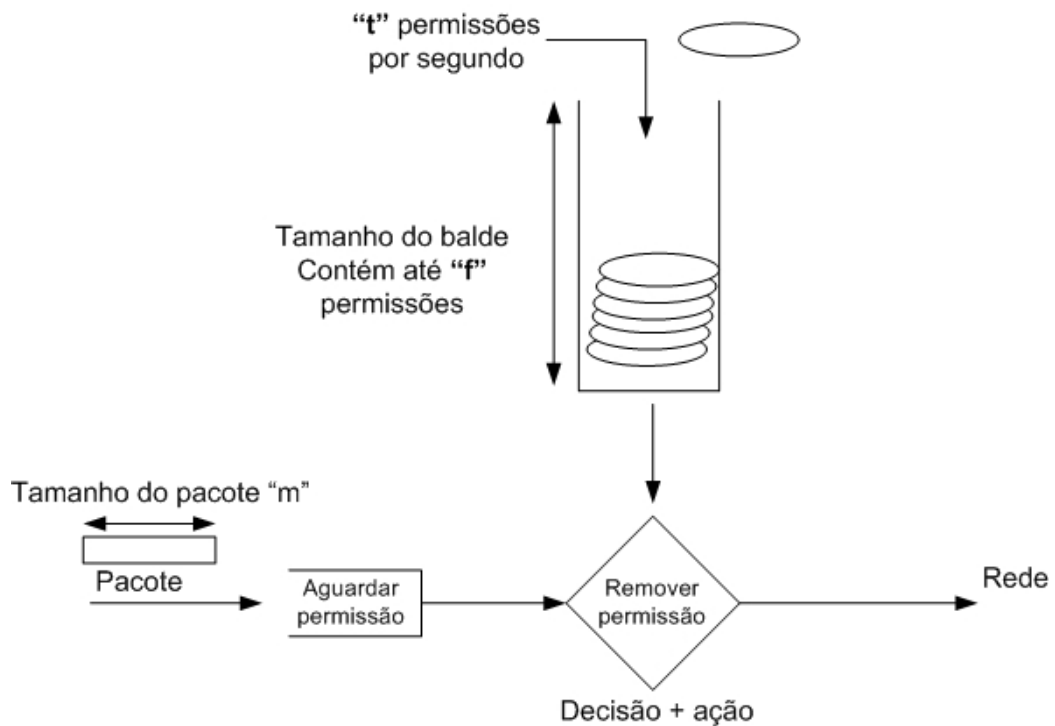 “t” permissões
por segundo
Tamanho do balde
Contém até “f”
permissões
Tamanho do pacote “m”
Pacote
Aguardar
permissão
Remover
permissão
Rede
Decisão + ação